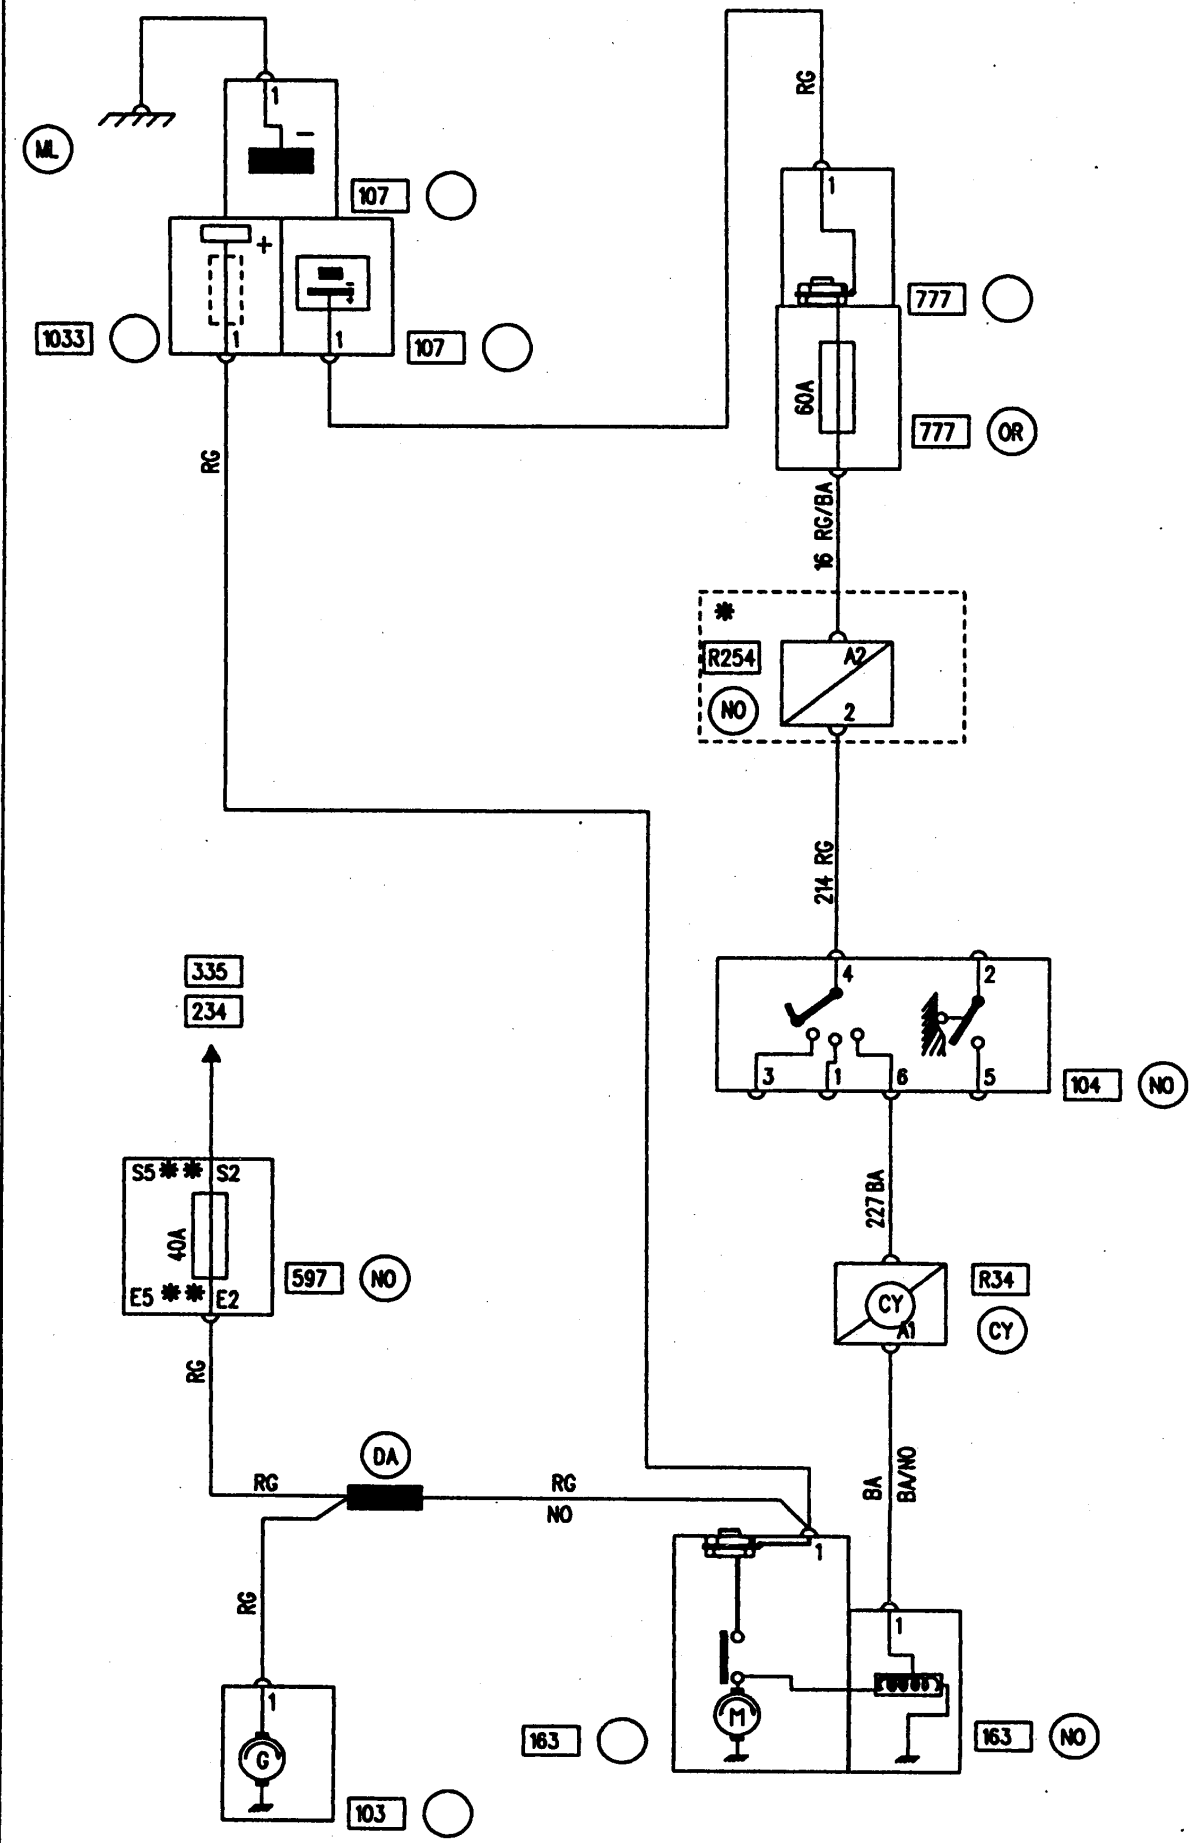 RG
1
ML
−
107
1
777
+
1033
1
1
107
60A
777
OR
RG
16 RG/BA
*
R254
A2
NO
2
214 RG
335
4
2
234
3
1
6
5
104
NO
S5 ** S2
227 BA
40A
597
NO
R34
E5 ** E2
CY
A1
CY
RG
DA
RG
RG
NO
BA
BA/NO
1
RG
1
1
M
G
163
163
NO
103